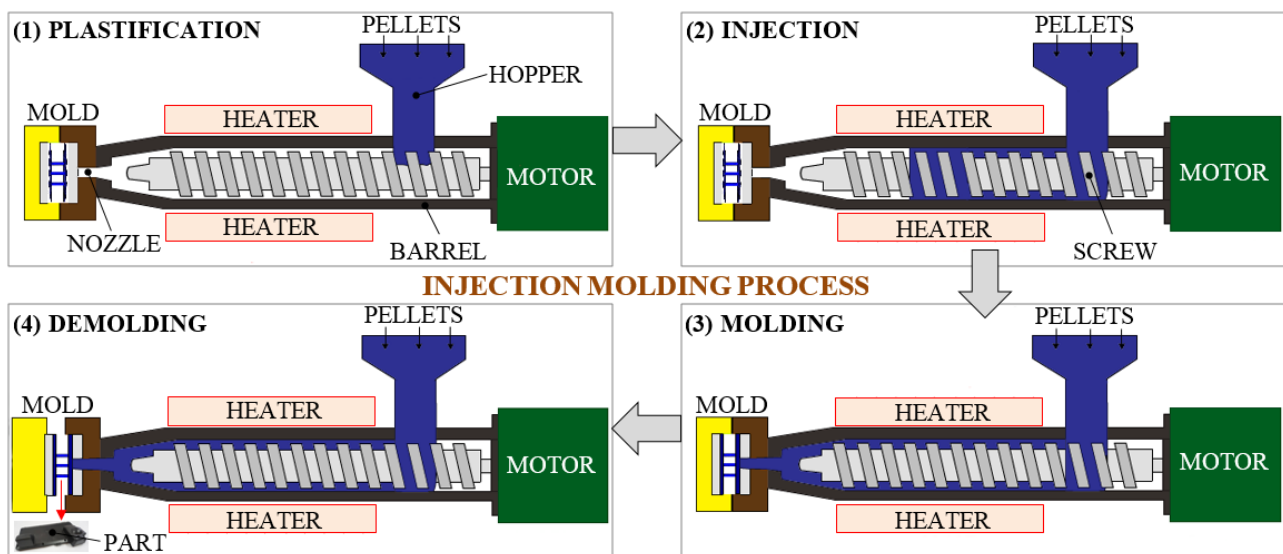 (1) PLASTIFICATION
PELLETS
HOPPER
MOLD
HEATER
MOTOR
HEATER
NOZZLE
BARREL
(2) INJECTION
PELLETS
MOLD
HEATER
MOTOR
HEATER
SCREW
INJECTION MOLDING PROCESS
(4) DEMOLDING
PELLETS
MOLD
HEATER
MOTOR
HEATER
PART
(3) MOLDING
PELLETS
MOLD
HEATER
MOTOR
HEATER